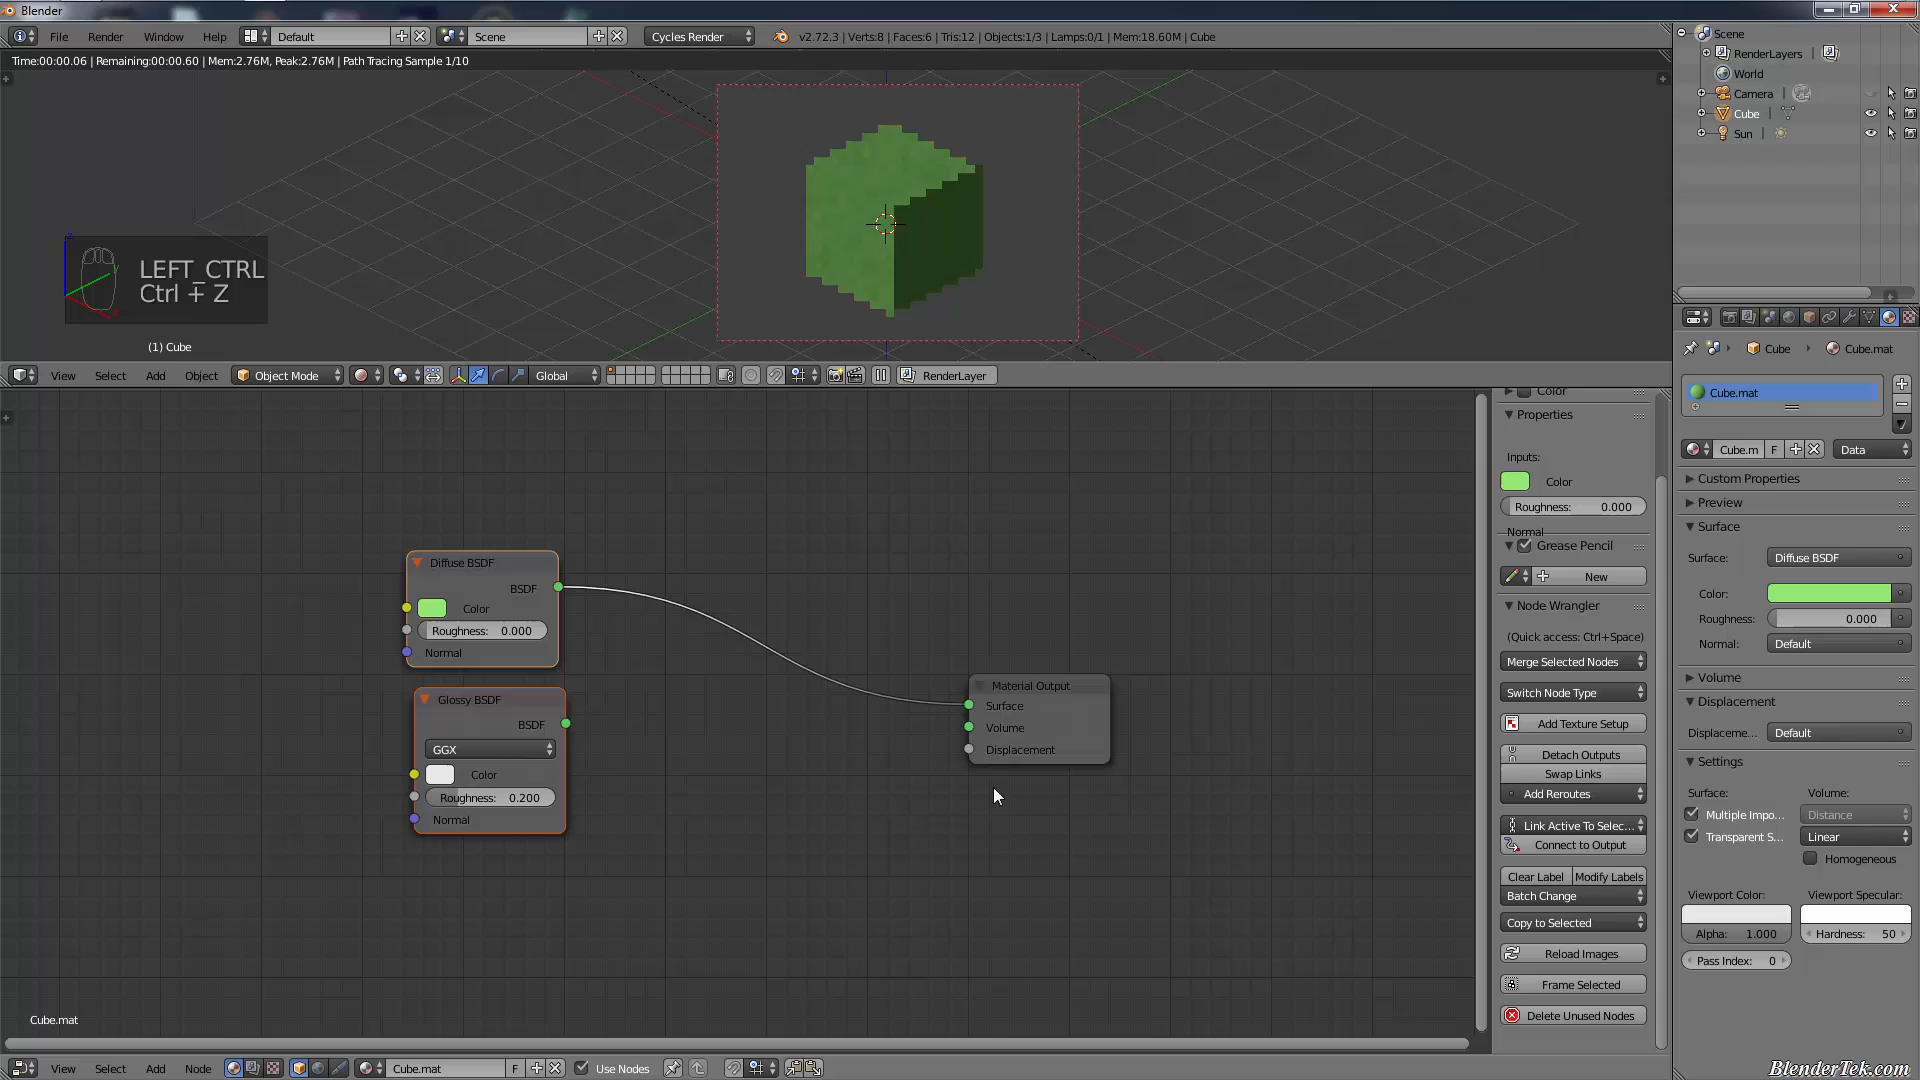 Blender
File Render Window Help Default Scene Cycles Render v2.72.3 | Verts:8 | Faces:6 | Tris:12 | Objects:1/3 | Lamps:0/1 | Mem:18.60M | Cube
Time:00:00.06 | Remaining:00:00.60 | Mem:2.76M, Peak:2.76M | Path Tracing Sample 1/10
Scene
RenderLayers
World
Camera
Cube
Sun
LEFT_CTRL
Ctrl + Z
(1) Cube
View Select Add Object Object Mode Global RenderLayer
Diffuse BSDF
BSDF
Color
Roughness: 0.000
Normal
Glossy BSDF
BSDF
GGX
Color
Roughness: 0.200
Normal
Material Output
Surface
Volume
Displacement
Cube.mat
Color
Properties
Inputs:
Color
Roughness: 0.000
Normal
Grease Pencil
New
Node Wrangler
(Quick access: Ctrl+Space)
Merge Selected Nodes
Switch Node Type
Add Texture Setup
Detach Outputs
Swap Links
Add Reroutes
Link Active To Selec...
Connect to Output
Clear Label Modify Labels
Batch Change
Copy to Selected
Reload Images
Frame Selected
Delete Unused Nodes
Cube Cube.mat
Cube.mat
Cube.m F Data
Custom Properties
Preview
Surface
Surface: Diffuse BSDF
Color:
Roughness: 0.000
Normal: Default
Volume
Displacement
Displaceme... Default
Settings
Surface: Volume:
Multiple Impo... Distance
Transparent S... Linear
Homogeneous
Viewport Color: Viewport Specular:
Alpha: 1.000 Hardness: 50
Pass Index: 0
View Select Add Node Cube.mat F Use Nodes
BlenderTek.com